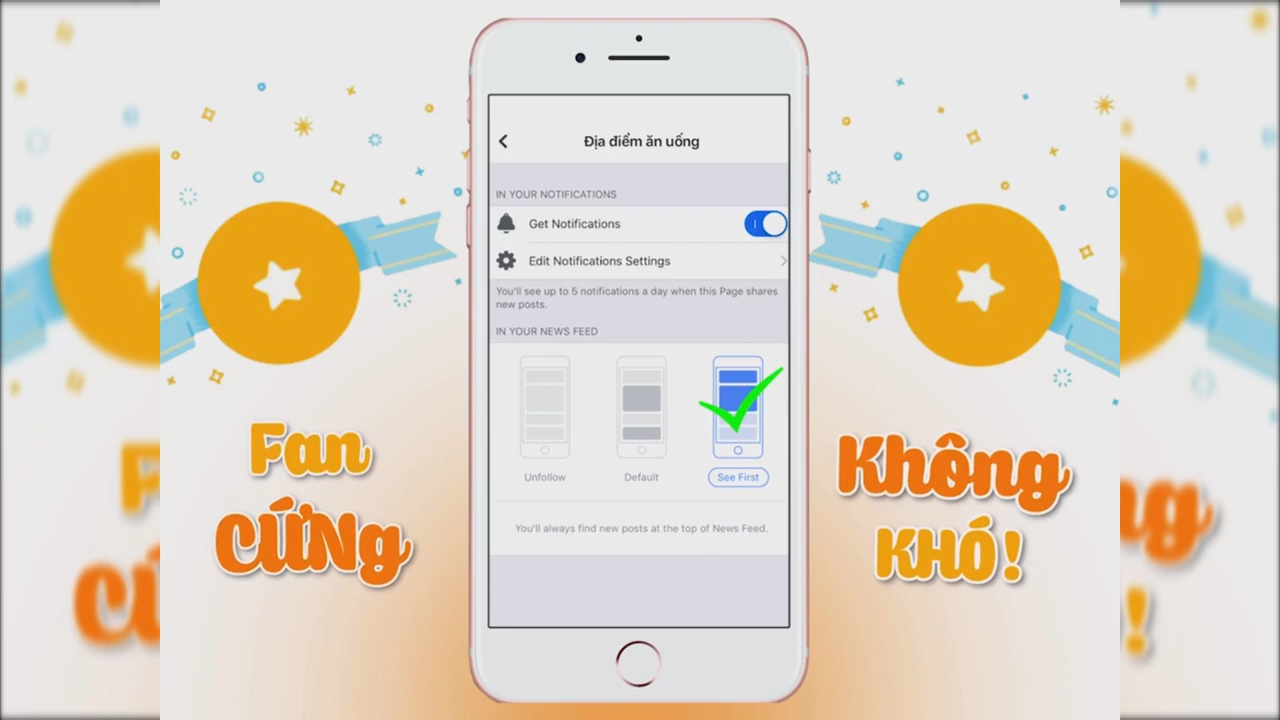 Địa điểm ăn uống
IN YOUR NOTIFICATIONS
Get Notifications
Edit Notifications Settings
You'll see up to 5 notifications a day when this Page shares
new posts.
IN YOUR NEWS FEED
Unfollow
Default
See First
You'll always find new posts at the top of News Feed.
Fan
CỨNg
Không
KHÓ!